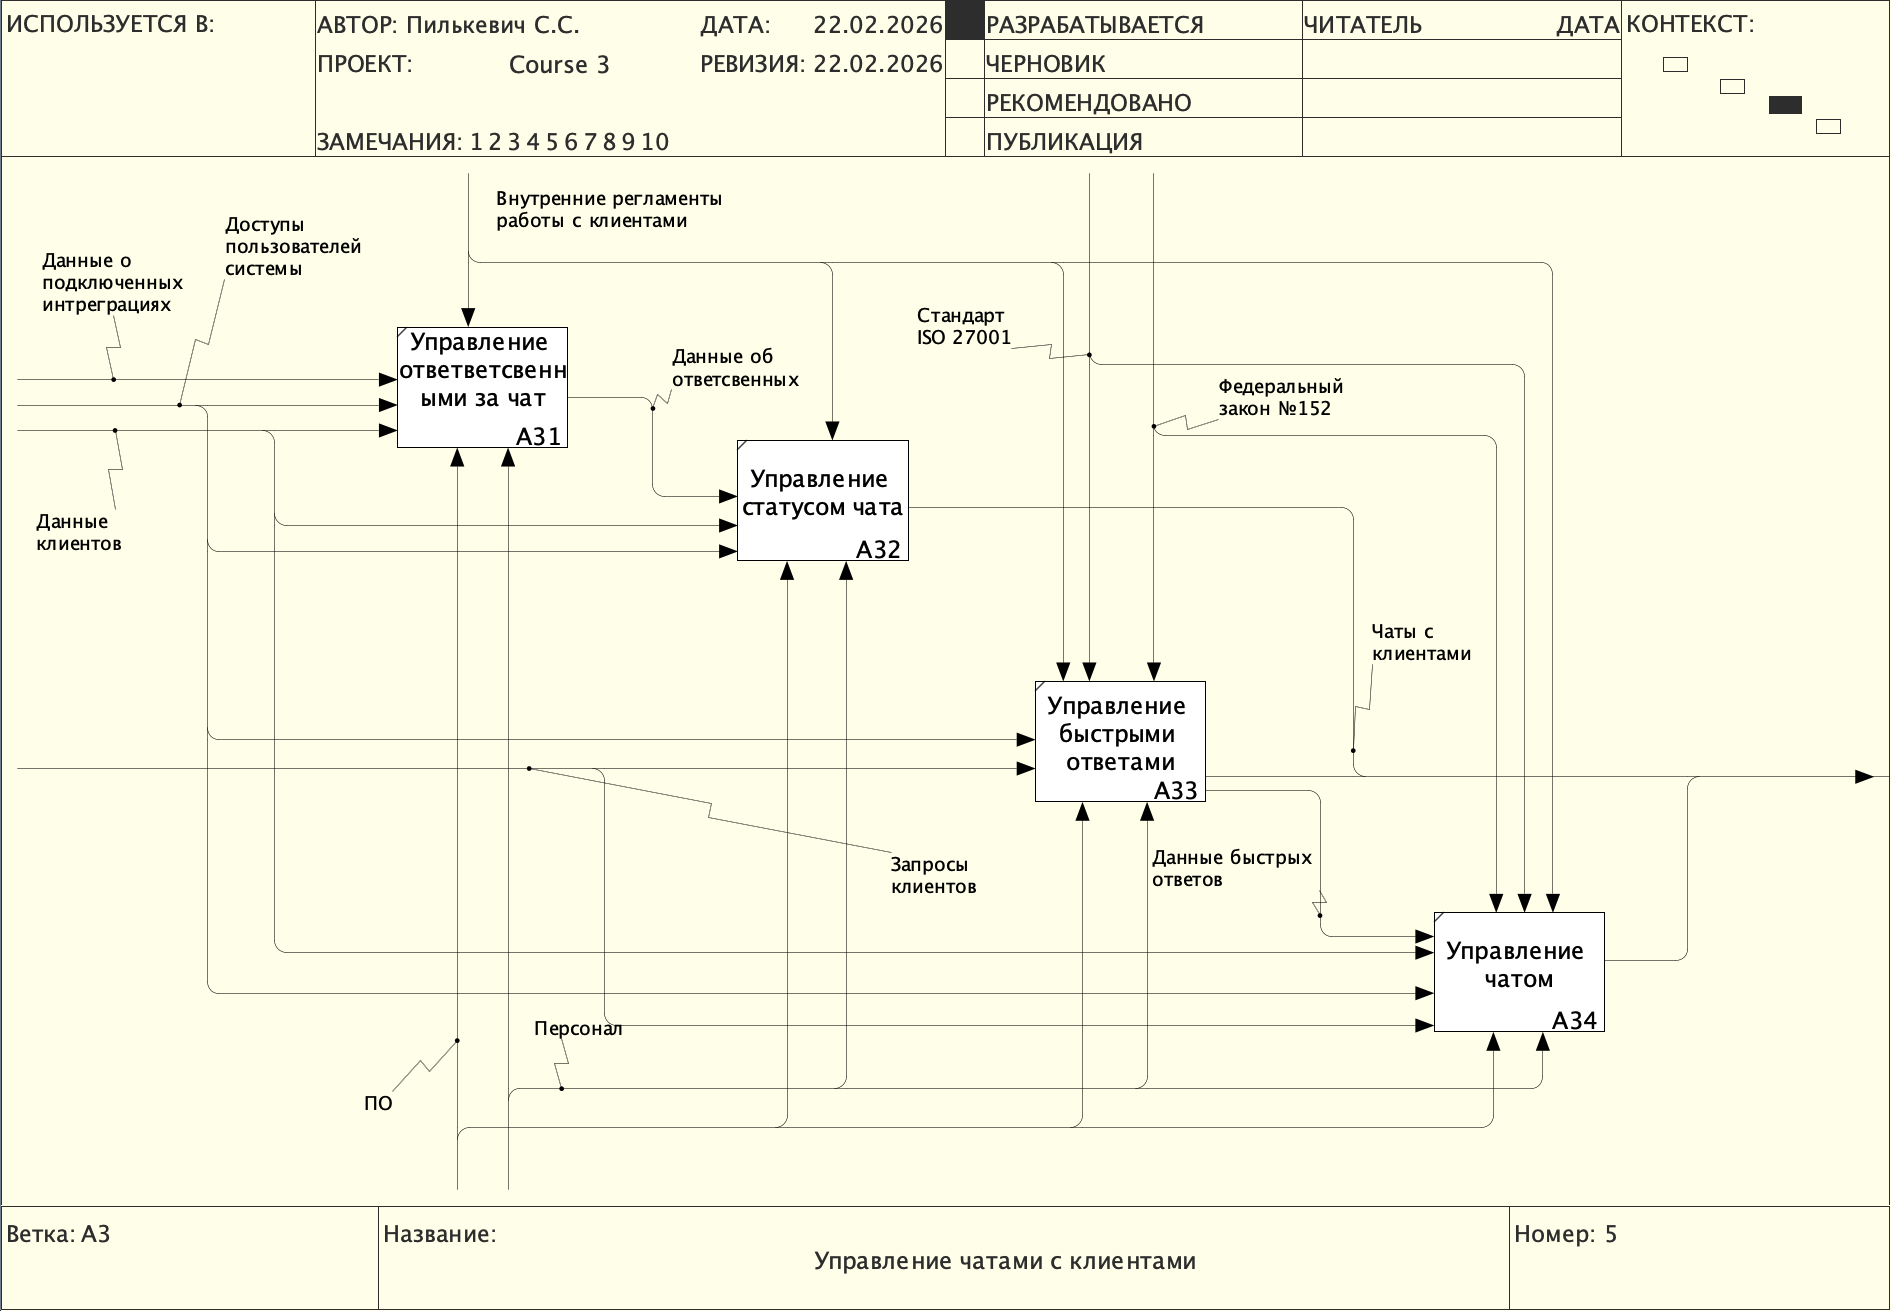 ИСПОЛЬЗУЕТСЯ В:
АВТОР: Пилькевич С.С.
ДАТА: 22.02.2026
ПРОЕКТ: Course 3
РЕВИЗИЯ: 22.02.2026
ЗАМЕЧАНИЯ: 1 2 3 4 5 6 7 8 9 10
РАЗРАБАТЫВАЕТСЯ
ЧЕРНОВИК
РЕКОМЕНДОВАНО
ПУБЛИКАЦИЯ
ЧИТАТЕЛЬ
ДАТА
КОНТЕКСТ:
Внутренние регламенты
работы с клиентами
Доступы
пользователей
системы
Данные о
подключенных
интреграциях
Стандарт
ISO 27001
Управление
ответветсвенн
ыми за чат
A31
Данные об
ответсвенных
Федеральный
закон №152
Управление
статусом чата
A32
Данные
клиентов
Чаты с
клиентами
Управление
быстрыми
ответами
A33
Запросы
клиентов
Данные быстрых
ответов
Управление
чатом
A34
Персонал
ПО
Ветка: A3
Название:
Управление чатами с клиентами
Номер: 5